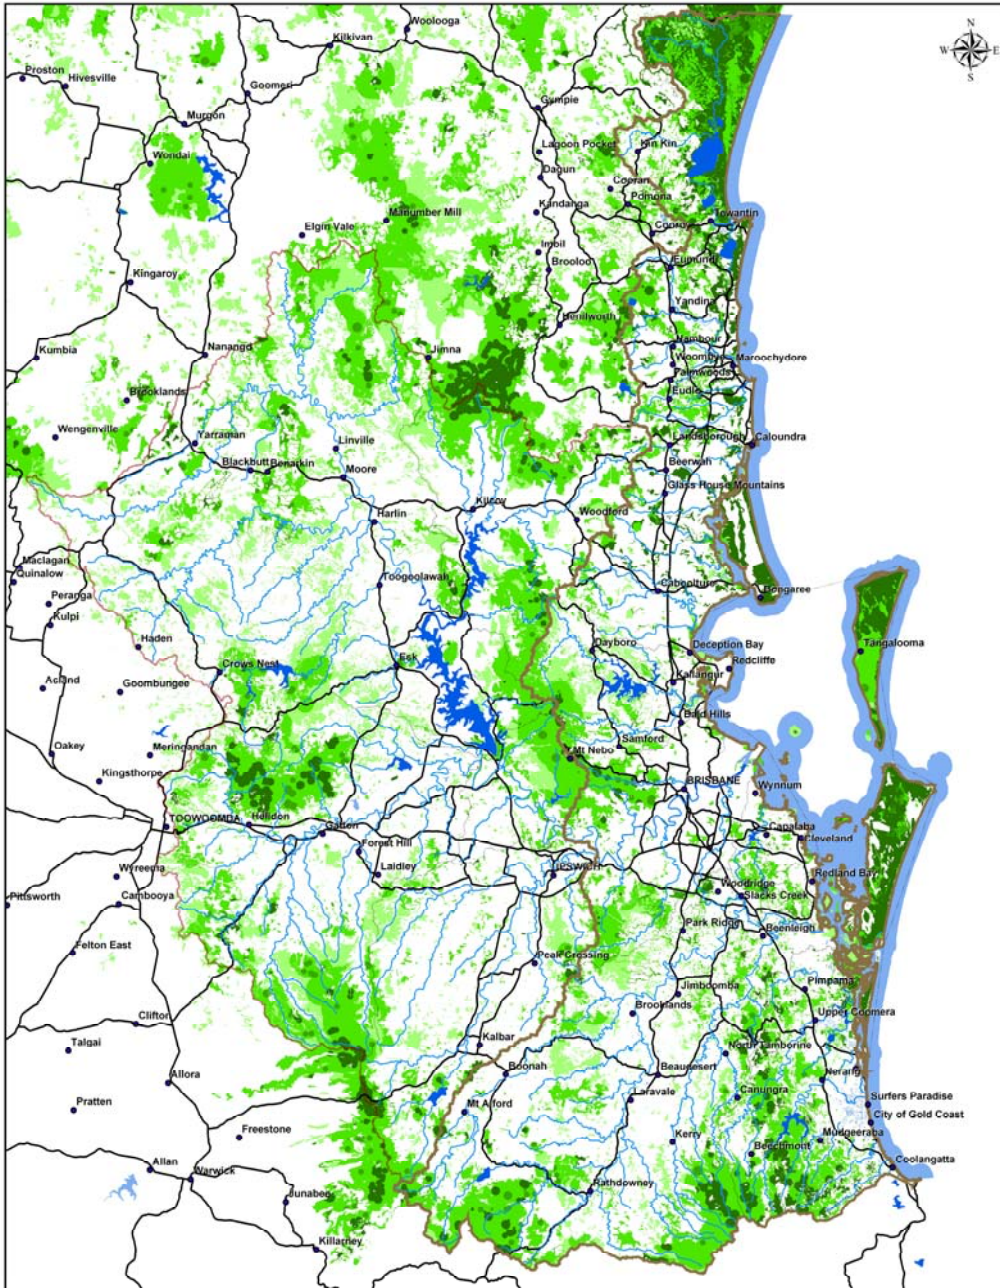 Woolooga
Kilkivan
N
W E
S
Proston
Hivesville
Goomeri
Gympie
Murgon
Lagoon Pocket
Kin Kin
Wondai
Dagun
Cooran
Pomona
Kandanga
Manumber Mill
Tewantin
Elgin Vale
Cooroy
Imbil
Eumundi
Brooloo
Kingaroy
Yandina
Kenilworth
Nambour
Kumbia
Nanango
Jimna
Woombye
Maroochydore
Palmwoods
Eudlo
Brooklands
Wengenville
Yarraman
Linville
Landsborough
Caloundra
Blackbutt
Benarkin
Moore
Beerwah
Glass House Mountains
Kilcoy
Harlin
Woodford
Maclagan
Quinalow
Toogoolawah
Caboolture
Bongaree
Peranga
Kulpi
Haden
Dayboro
Deception Bay
Tangalooma
Esk
Redcliffe
Crows Nest
Kallangur
Acland
Goombungee
Bald Hills
Oakey
Meringandan
Samford
Mt Nebo
Kingsthorpe
BRISBANE
Wynnum
TOOWOOMBA
Helidon
Gatton
Capalaba
Cleveland
Forest Hill
Wyreema
Laidley
IPSWICH
Redland Bay
Pittsworth
Cambooya
Woodridge
Slacks Creek
Park Ridge
Beenleigh
Felton East
Peak Crossing
Pimpama
Jimboomba
Brooklands
Upper Coomera
Clifton
Talgai
Kalbar
North Tamborine
Boonah
Beaudesert
Nerang
Allora
Canungra
Laravale
Surfers Paradise
Pratten
Mt Alford
City of Gold Coast
Freestone
Kerry
Mudgeeraba
Beechmont
Allan
Warwick
Coolangatta
Rathdowney
Junabee
Killarney